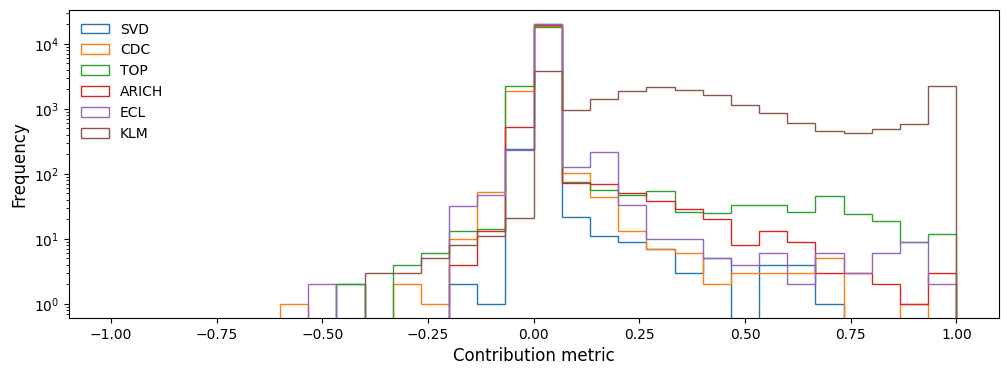 SVD
CDC
TOP
ARICH
ECL
KLM
Frequency
10⁴
10³
10²
10¹
10⁰
−1.00 −0.75 −0.50 −0.25 0.00 0.25 0.50 0.75 1.00
Contribution metric